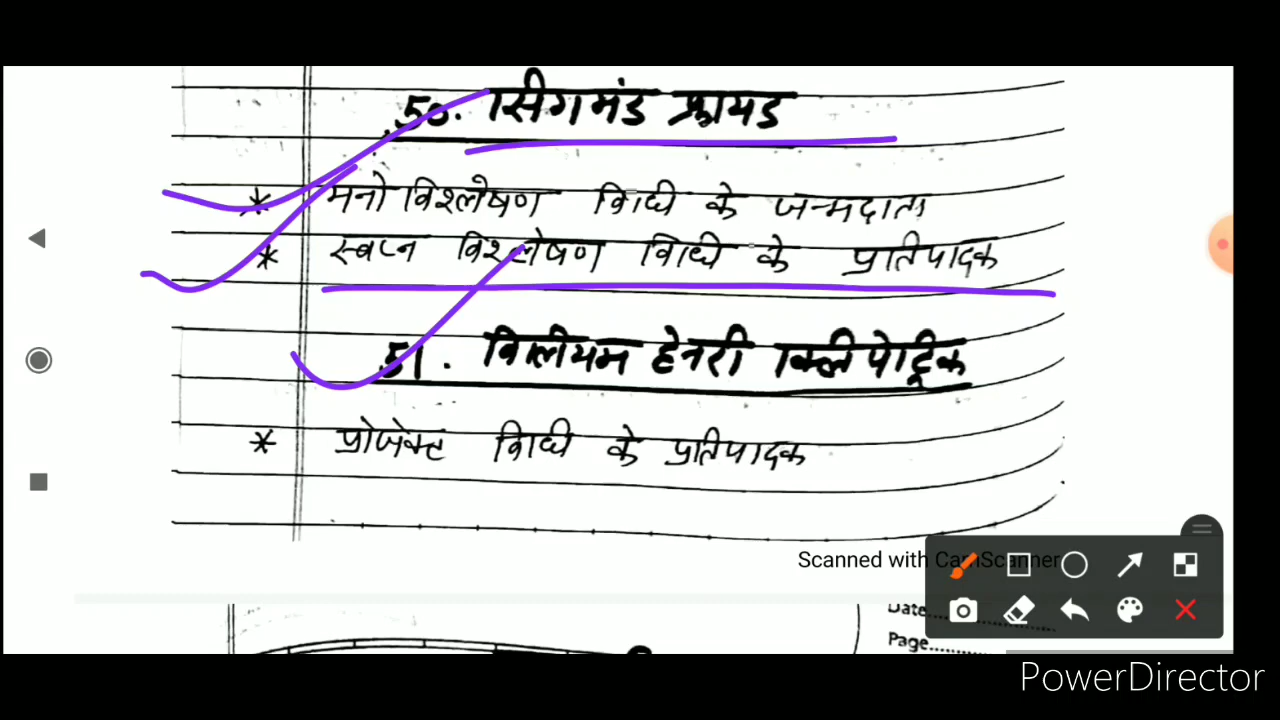 50. सिगमंड फ्रायड
* मनोविश्लेषण विधि के जन्मदाता
* स्वप्न विश्लेषण विधि के प्रतिपादक
51. विलियम हेनरी क्लिपेट्रिक
* प्रोजेक्ट विधि के प्रतिपादक
Scanned with CamScanner
Date
Page
PowerDirector